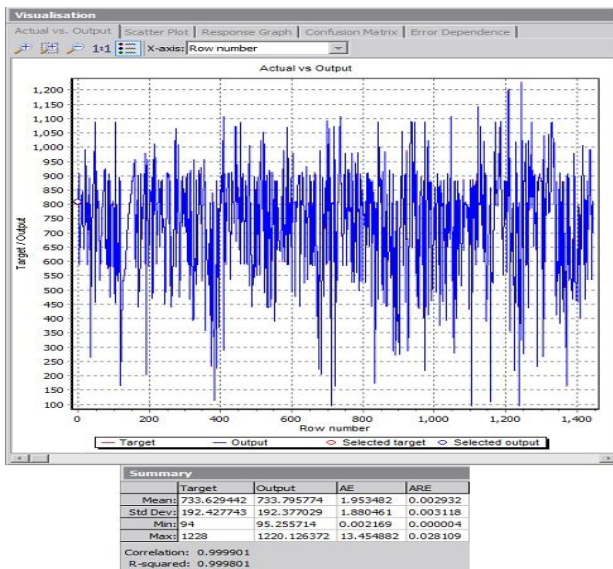 Visualisation
Actual vs. Output Scatter Plot Response Graph Confusion Matrix Error Dependence
1:1 X-axis: Row number
Actual vs Output
1,200
1,150
1,100
1,050
1,000
950
900
850
800
750
700
650
600
550
500
450
400
350
300
250
200
150
100
Target / Output
0 200 400 600 800 1,000 1,200 1,400
Row number
Target Output Selected target Selected output
Summary
Target Output AE ARE
Mean: 733.629442 733.795774 1.953482 0.002932
Std Dev: 192.427743 192.377029 1.880461 0.003118
Min: 94 95.255714 0.002169 0.000004
Max: 1228 1220.126372 13.454882 0.028109
Correlation: 0.999901
R-squared: 0.999801